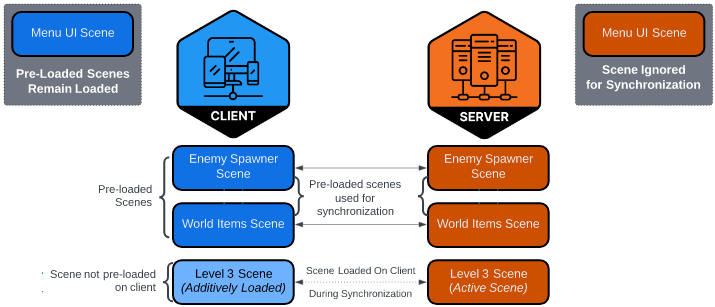 Menu UI Scene
Pre-Loaded Scenes
Remain Loaded
CLIENT
SERVER
Menu UI Scene
Scene Ignored
for Synchronization
Pre-loaded
Scenes
Enemy Spawner
Scene
World Items Scene
Pre-loaded scenes
used for
synchronization
Enemy Spawner
Scene
World Items Scene
Scene not pre-loaded
on client
Level 3 Scene
(Additively Loaded)
Scene Loaded On Client
During Synchronization
Level 3 Scene
(Active Scene)